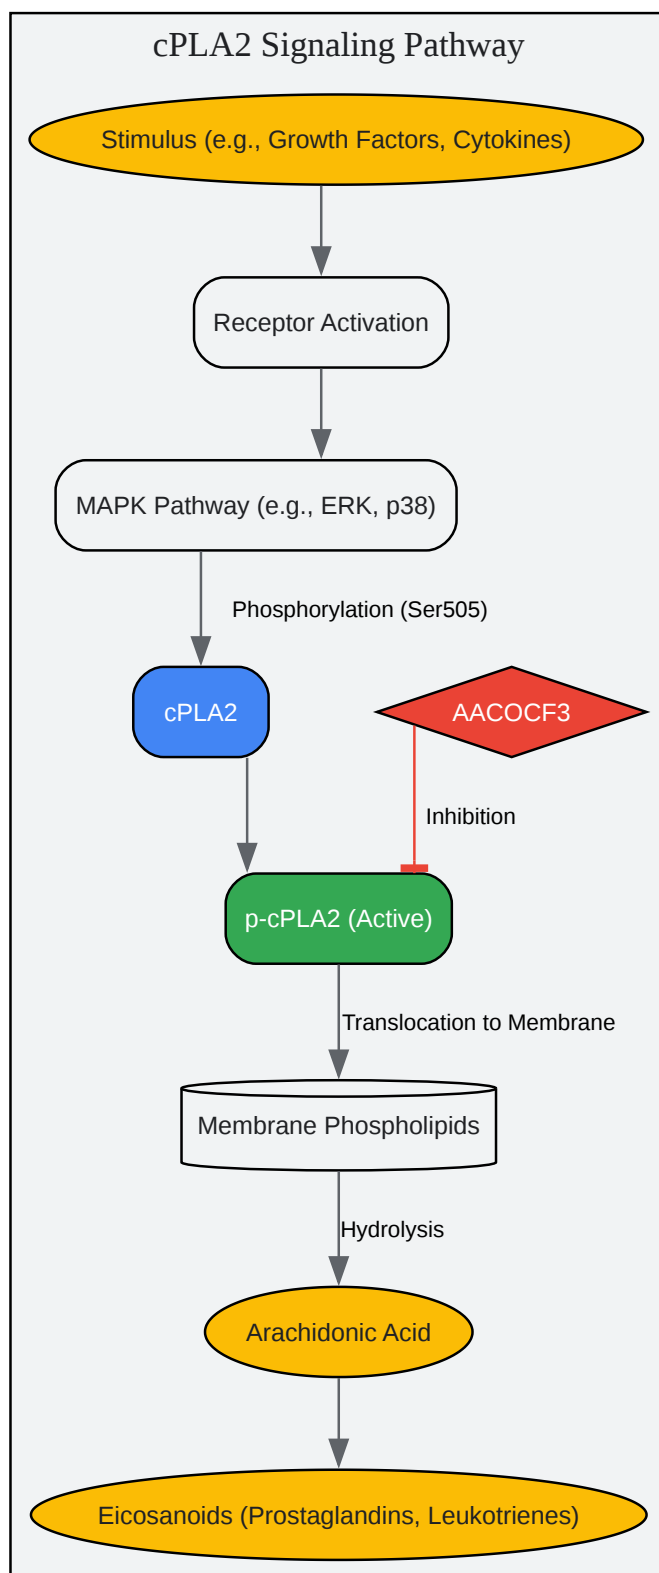 cPLA2 Signaling Pathway
Stimulus (e.g., Growth Factors, Cytokines)
Receptor Activation
MAPK Pathway (e.g., ERK, p38)
Phosphorylation (Ser505)
cPLA2
AACOCF3
Inhibition
p-cPLA2 (Active)
Translocation to Membrane
Membrane Phospholipids
Hydrolysis
Arachidonic Acid
Eicosanoids (Prostaglandins, Leukotrienes)